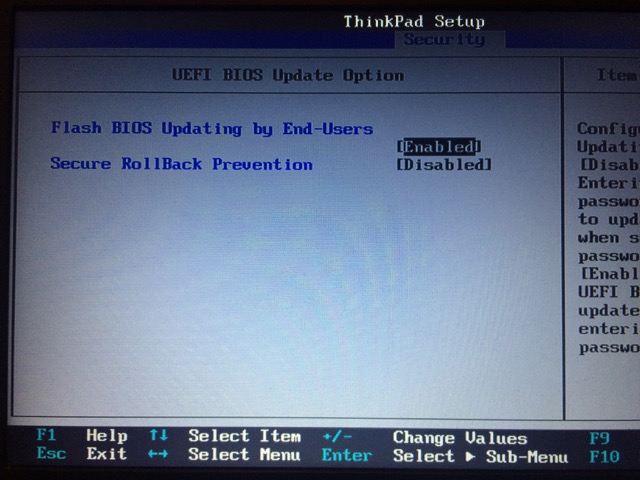 ThinkPad Setup
Security
UEFI BIOS Update Option
Item
Flash BIOS Updating by End-Users
[Enabled]
Secure RollBack Prevention [Disabled]
Config
Updati
[Disab
Enteri
passwo
to upd
when s
passwo
[Enabl
UEFI B
update
enteri
passwo
F1 Help ↑↓ Select Item +/- Change Values F9
Esc Exit ←→ Select Menu Enter Select ▶ Sub-Menu F10